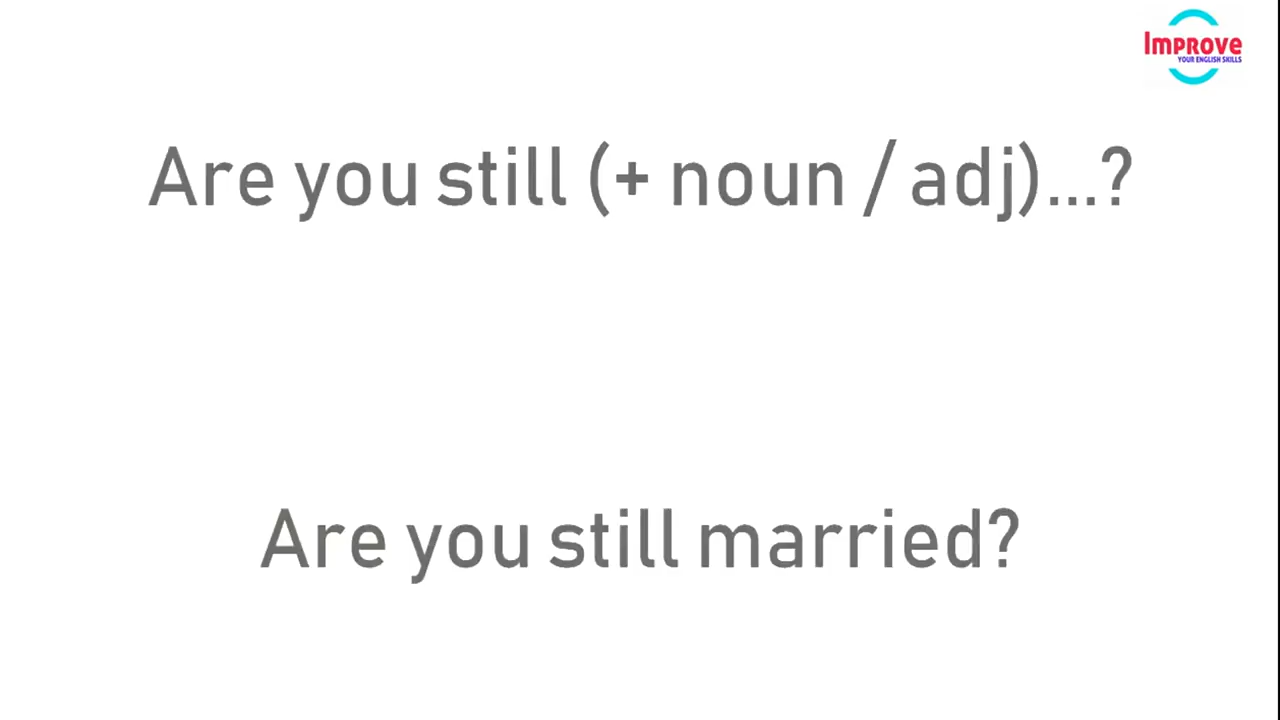 Improve
YOUR ENGLISH SKILLS
Are you still (+ noun / adj)...?
Are you still married?